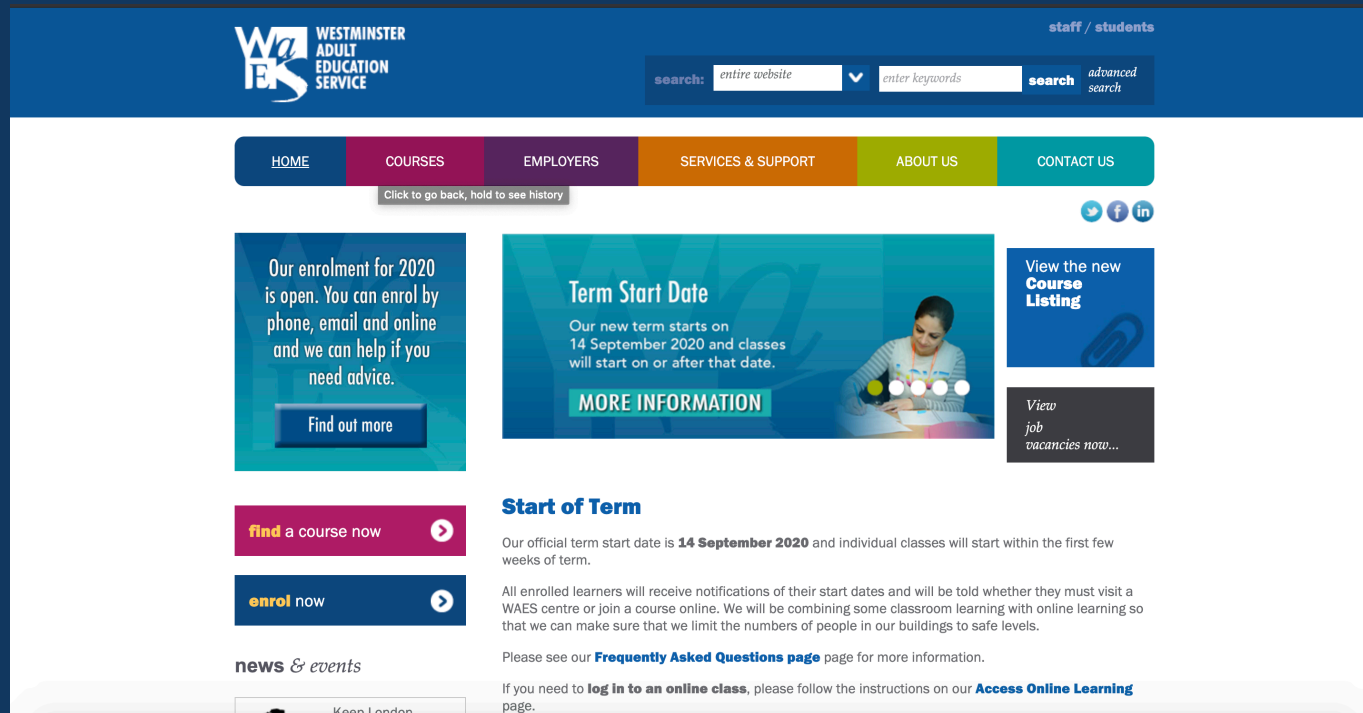 WaES
WESTMINSTER
ADULT
EDUCATION
SERVICE
staff / students
search:
entire website
enter keywords
search
advanced
search
HOME
COURSES
EMPLOYERS
SERVICES & SUPPORT
ABOUT US
CONTACT US
Click to go back, hold to see history
f
in
Our enrolment for 2020
is open. You can enrol by
phone, email and online
and we can help if you
need advice.
Find out more
Term Start Date
Our new term starts on
14 September 2020 and classes
will start on or after that date.
MORE INFORMATION
View the new
Course
Listing
View
job
vacancies now...
find a course now
enrol now
news & events
Keen London
Start of Term
Our official term start date is 14 September 2020 and individual classes will start within the first few
weeks of term.
All enrolled learners will receive notifications of their start dates and will be told whether they must visit a
WAES centre or join a course online. We will be combining some classroom learning with online learning so
that we can make sure that we limit the numbers of people in our buildings to safe levels.
Please see our Frequently Asked Questions page page for more information.
If you need to log in to an online class, please follow the instructions on our Access Online Learning
page.